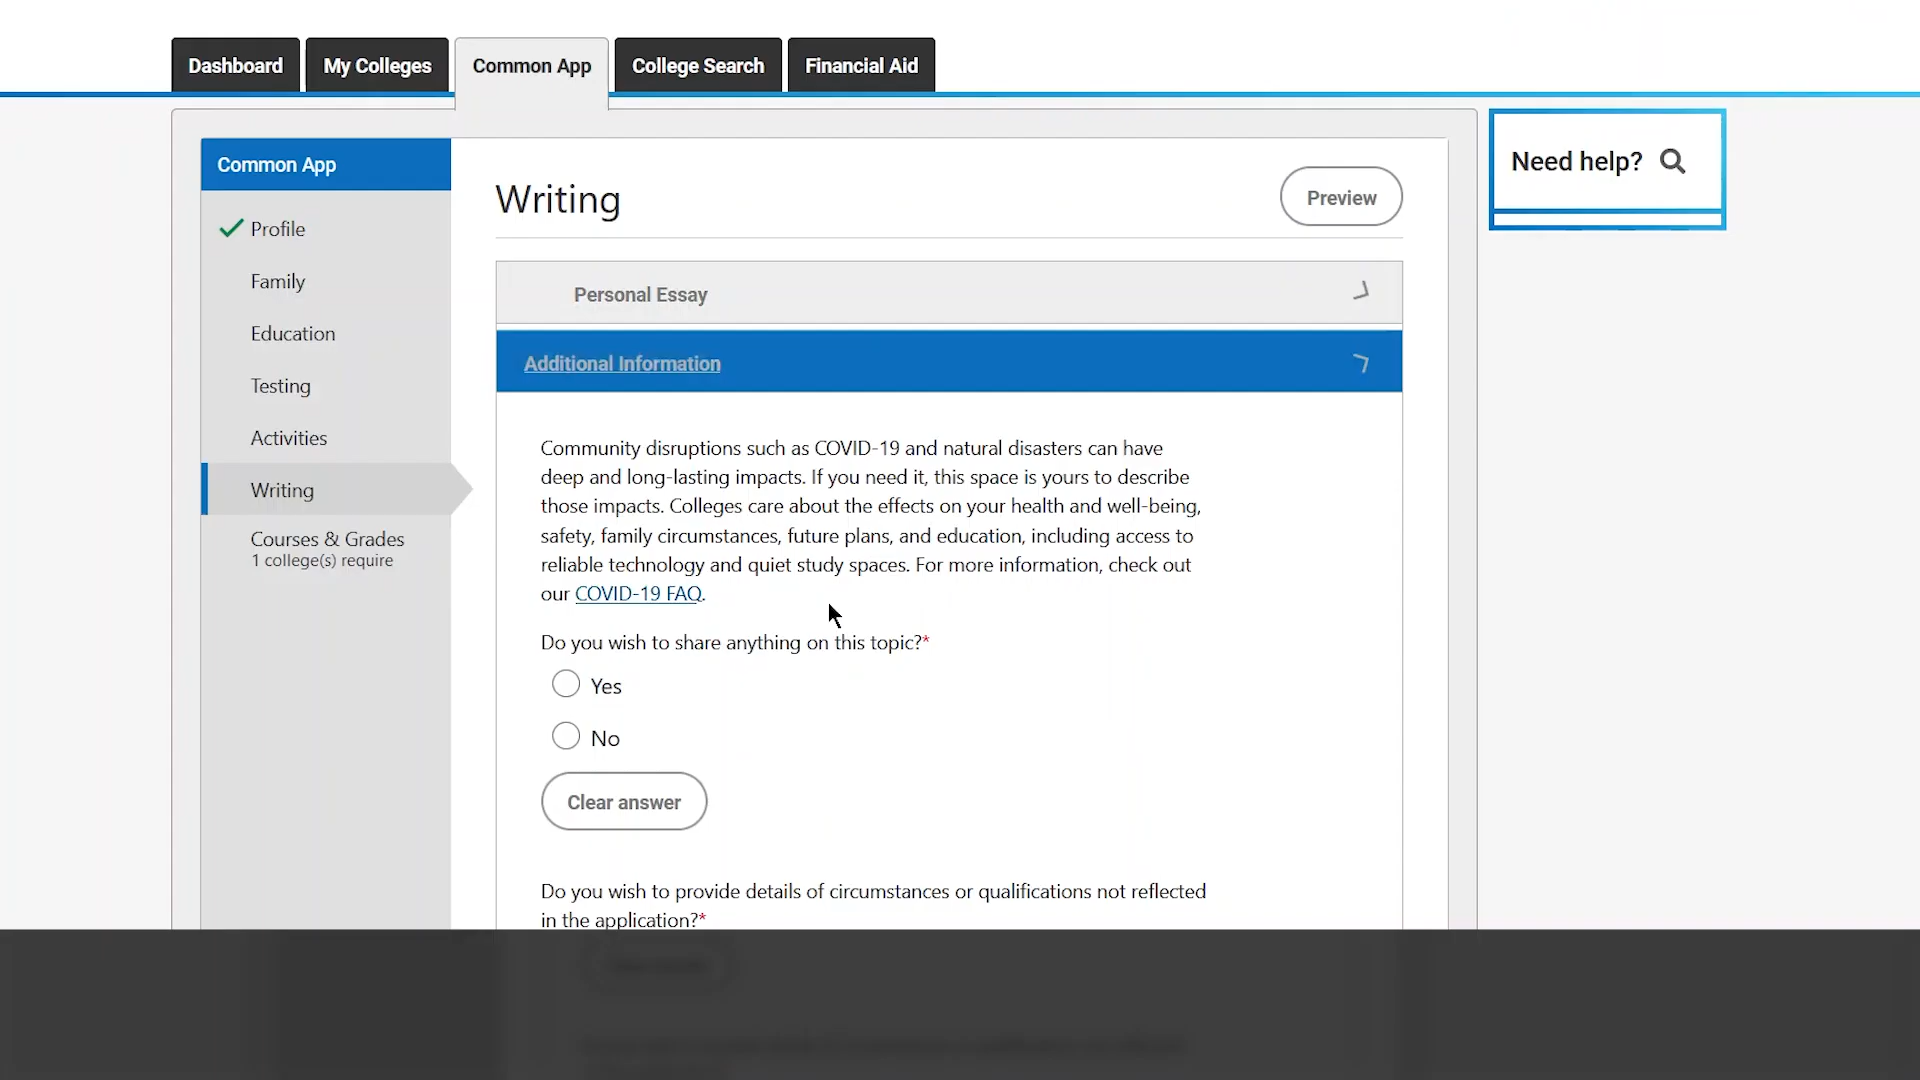 Dashboard
My Colleges
Common App
College Search
Financial Aid
Need help?
Common App
Profile
Family
Education
Testing
Activities
Writing
Courses & Grades
1 college(s) require
Writing
Preview
Personal Essay
Additional Information
Community disruptions such as COVID-19 and natural disasters can have
deep and long-lasting impacts. If you need it, this space is yours to describe
those impacts. Colleges care about the effects on your health and well-being,
safety, family circumstances, future plans, and education, including access to
reliable technology and quiet study spaces. For more information, check out
our COVID-19 FAQ.
Do you wish to share anything on this topic?*
Yes
No
Clear answer
Do you wish to provide details of circumstances or qualifications not reflected
in the application?*